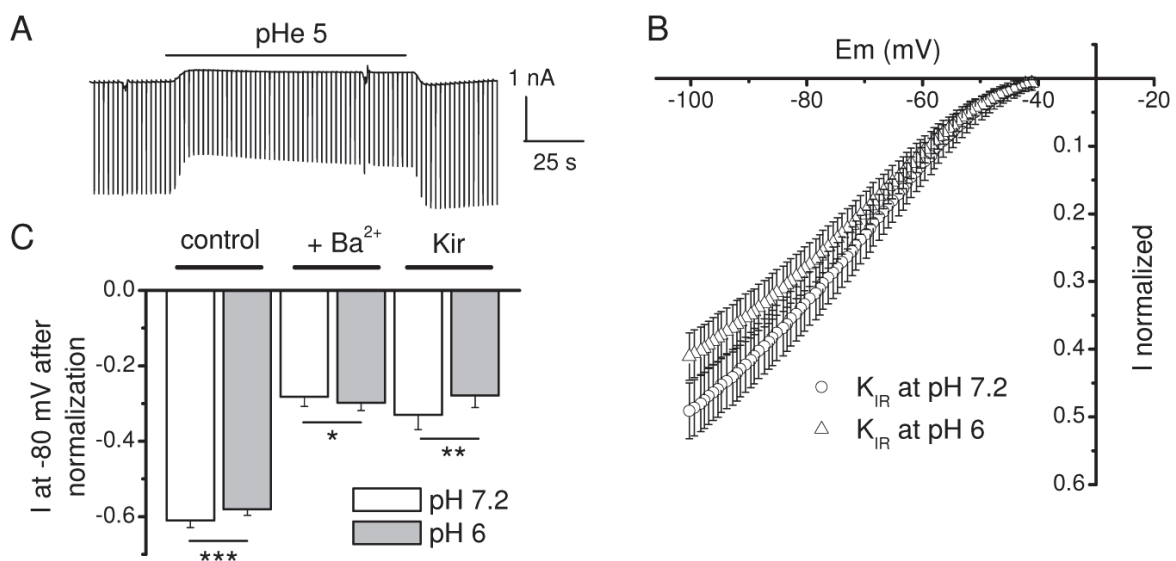 A
pHe 5
1 nA
25 s
B
Em (mV)
-100 -80 -60 -40 -20
0.1
0.2
0.3
0.4
0.5
0.6
I normalized
K_IR at pH 7.2
K_IR at pH 6
C
control + Ba²⁺ Kir
0.0
-0.2
-0.4
-0.6
I at -80 mV after
normalization
* **
***
pH 7.2
pH 6